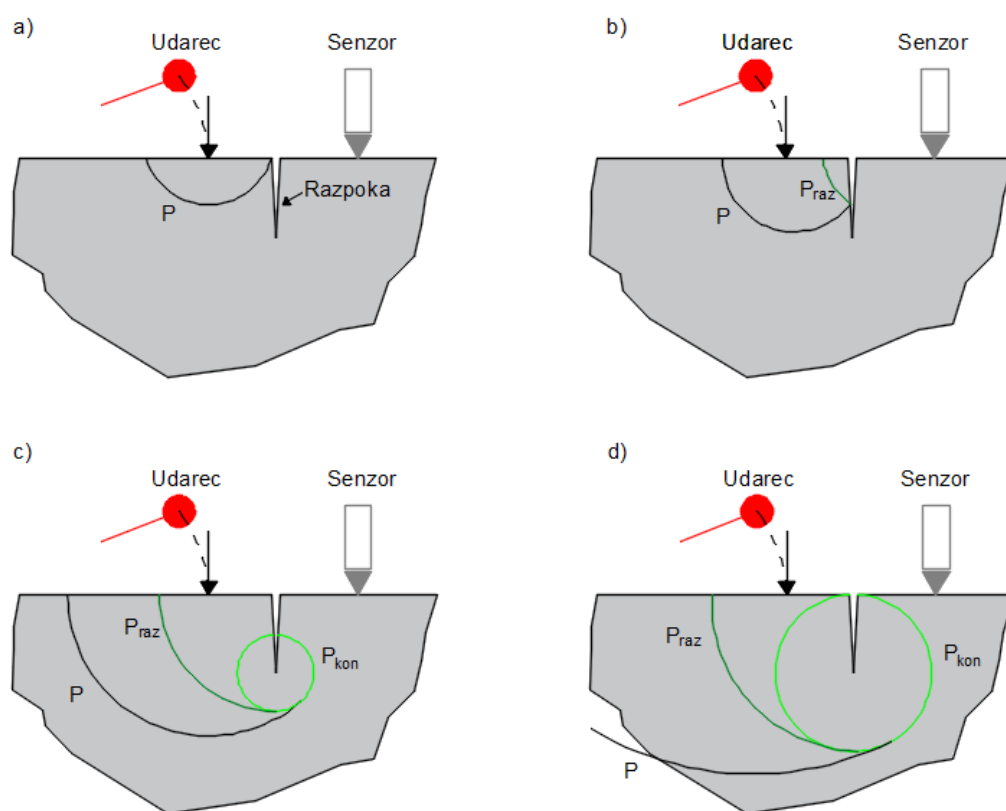 a)
Udarec Senzor
P
Razpoka
b)
Udarec Senzor
P
Praz
c)
Udarec Senzor
Praz
Pkon
P
d)
Udarec Senzor
Praz
Pkon
P